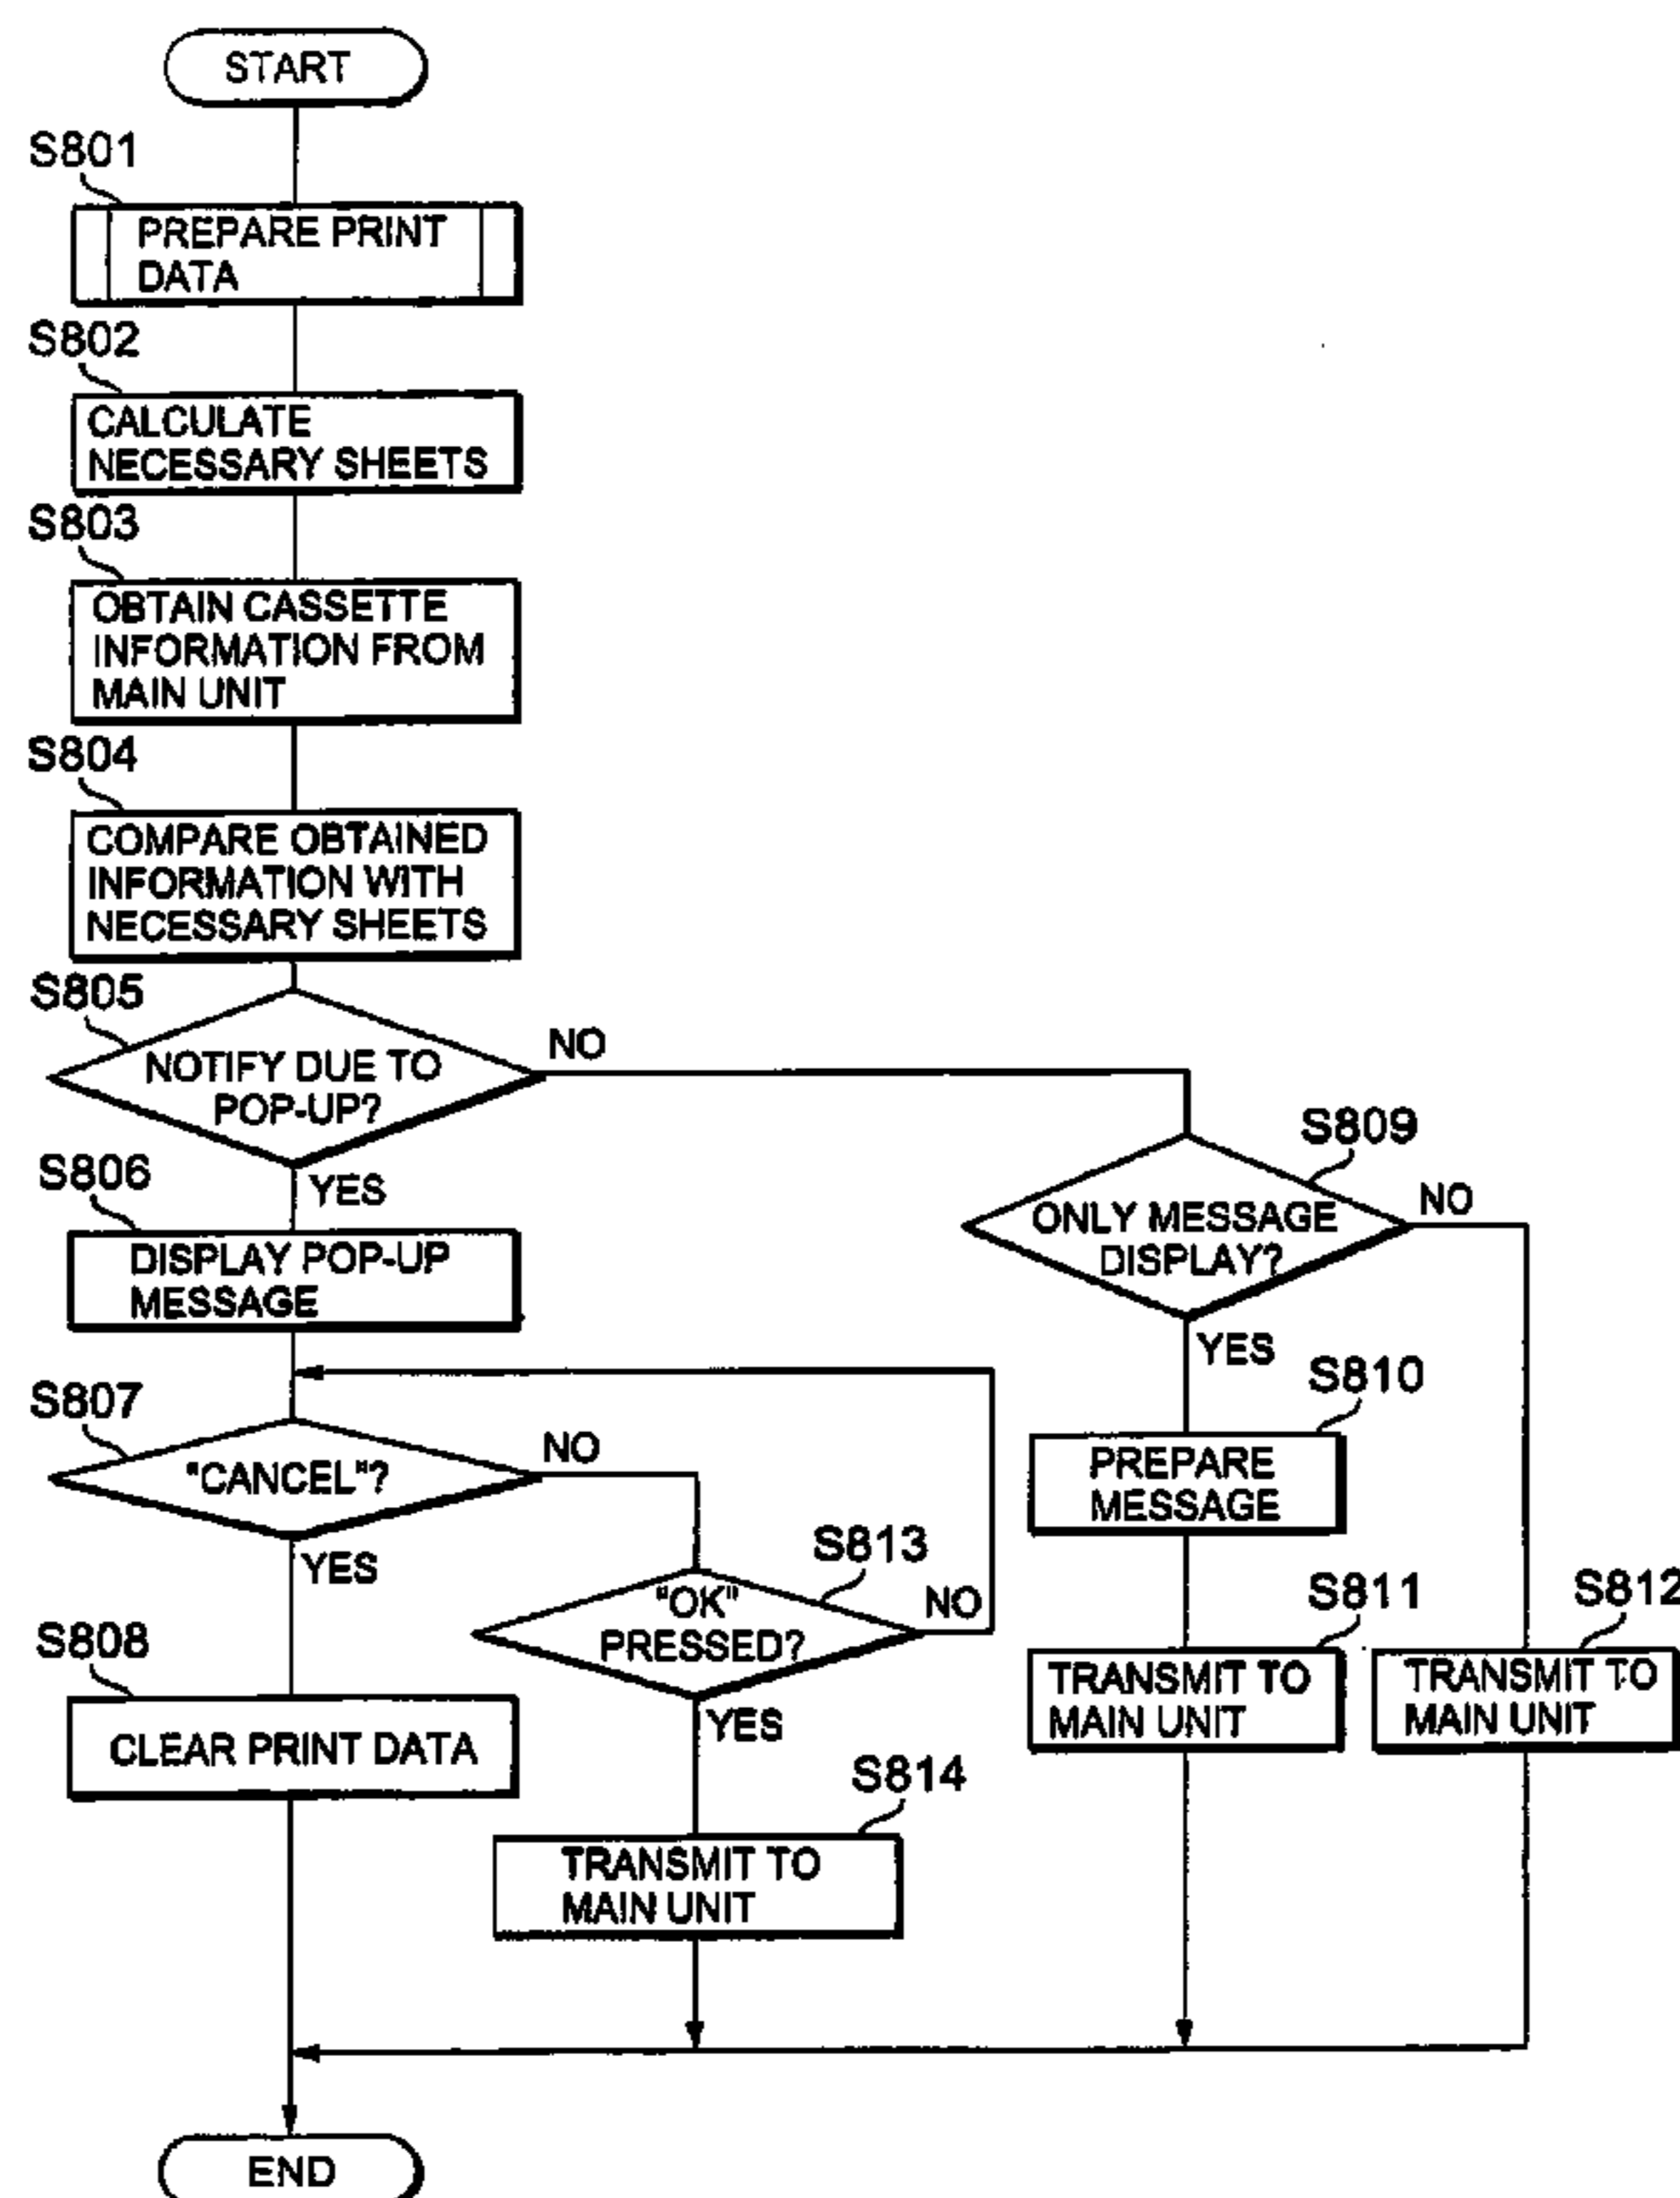 START
S801
PREPARE PRINT
DATA
S802
CALCULATE
NECESSARY SHEETS
S803
OBTAIN CASSETTE
INFORMATION FROM
MAIN UNIT
S804
COMPARE OBTAINED
INFORMATION WITH
NECESSARY SHEETS
S805
NOTIFY DUE TO
POP-UP?
NO
YES
S806
DISPLAY POP-UP
MESSAGE
S807
"CANCEL"?
NO
YES
S808
CLEAR PRINT DATA
S813
"OK"
PRESSED?
NO
YES
S814
TRANSMIT TO
MAIN UNIT
S809
ONLY MESSAGE
DISPLAY?
NO
YES
S810
PREPARE
MESSAGE
S811
TRANSMIT TO
MAIN UNIT
S812
TRANSMIT TO
MAIN UNIT
END